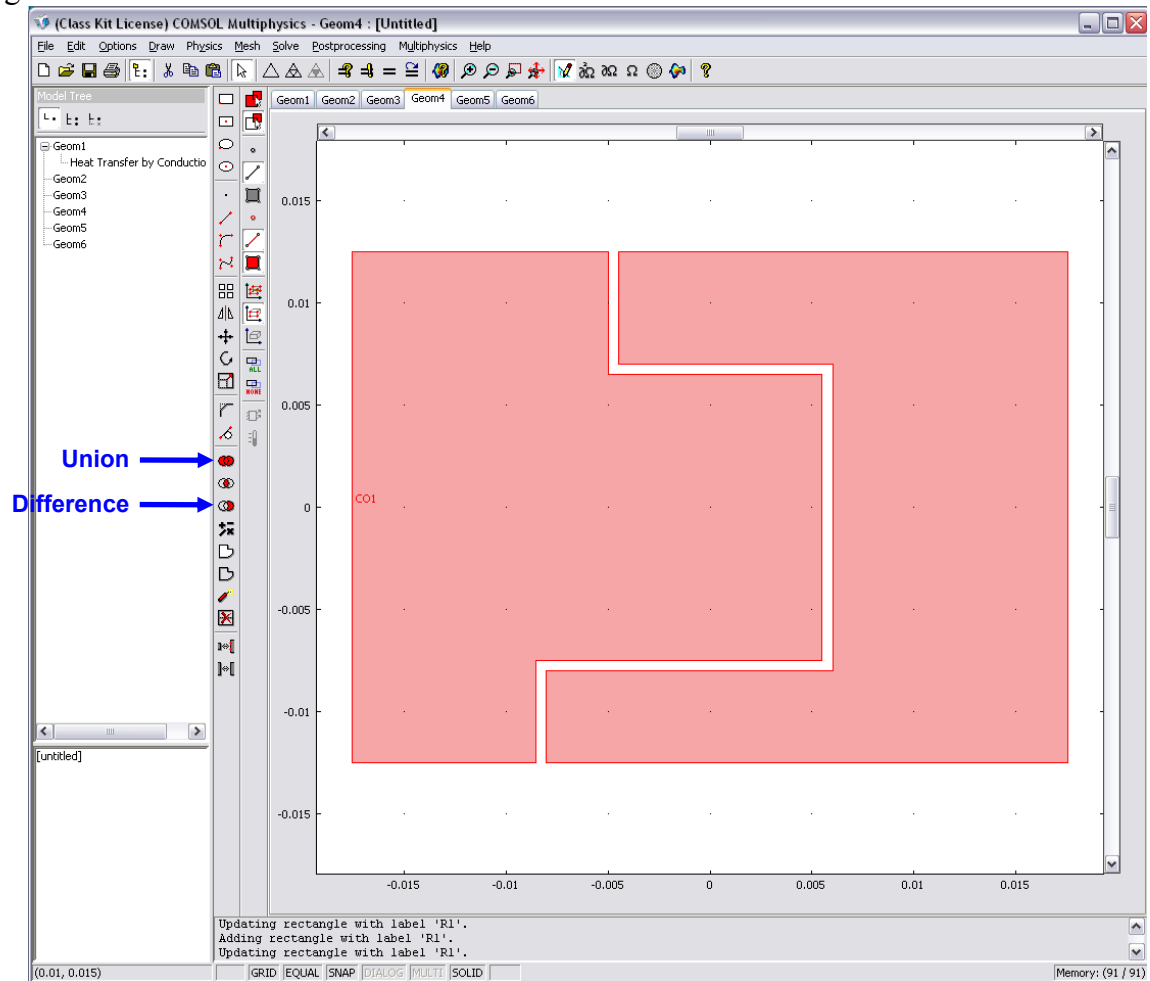 g
(Class Kit License) COMSOL Multiphysics - Geom4 : [Untitled]
File Edit Options Draw Physics Mesh Solve Postprocessing Multiphysics Help
Model Tree
Geom1 Geom2 Geom3 Geom4 Geom5 Geom6
Geom1
Heat Transfer by Conductio
Geom2
Geom3
Geom4
Geom5
Geom6
ALL
NONE
Union
Difference
0.015
0.01
0.005
0
-0.005
-0.01
-0.015
CO1
-0.015 -0.01 -0.005 0 0.005 0.01 0.015
[untitled]
Updating rectangle with label 'R1'.
Adding rectangle with label 'R1'.
Updating rectangle with label 'R1'.
(0.01, 0.015) GRID EQUAL SNAP DIALOG MULTI SOLID Memory: (91 / 91)